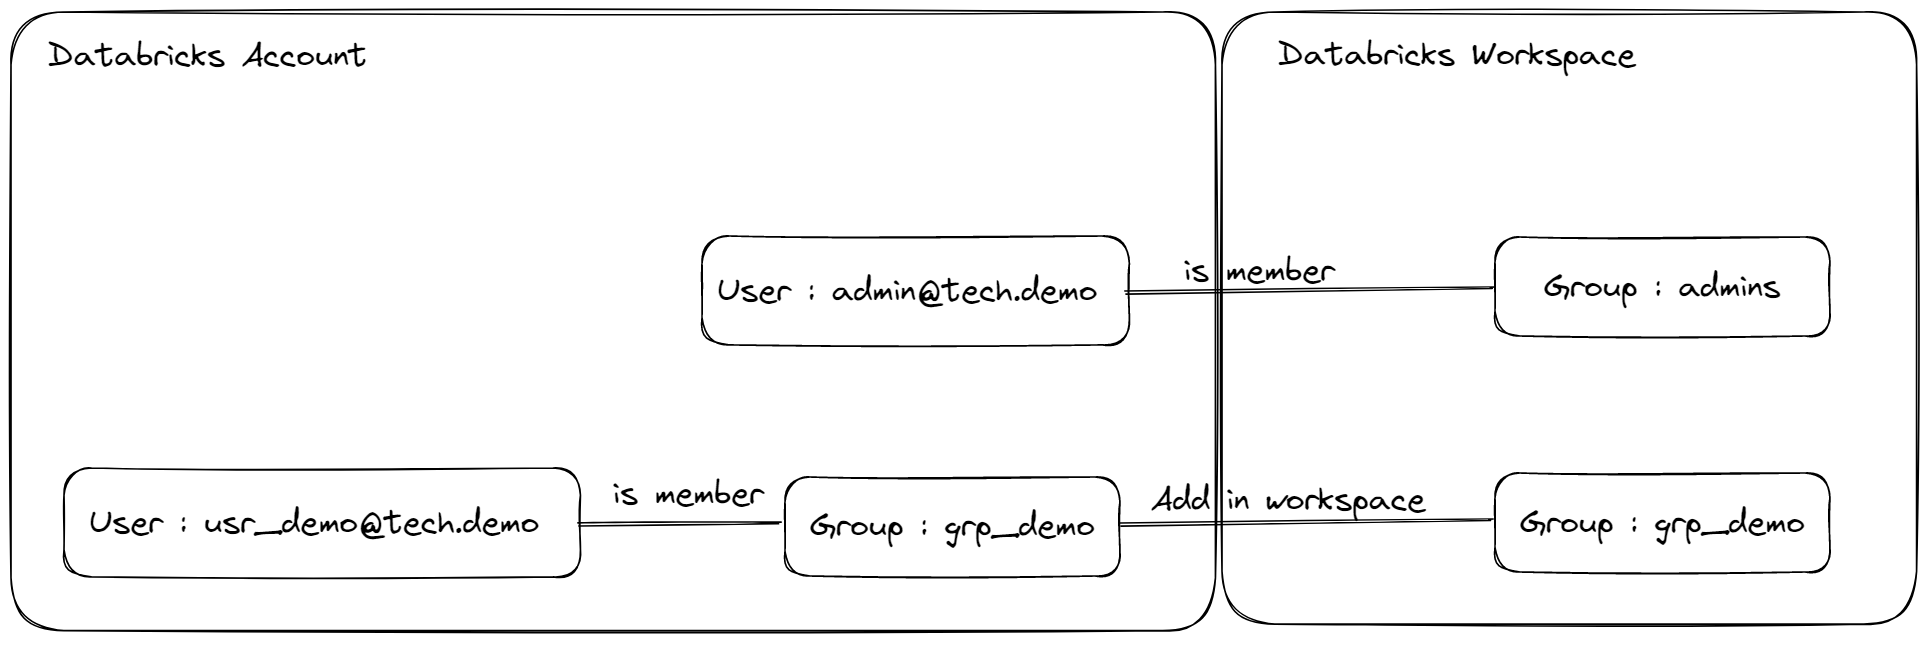 Databricks Account
Databricks Workspace
User : admin@tech.demo
is member
Group : admins
User : usr_demo@tech.demo
is member
Group : grp_demo
Add in workspace
Group : grp_demo